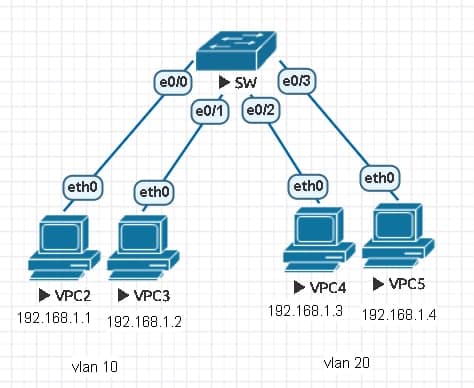 e0/0
SW
e0/3
e0/1
e0/2
eth0
eth0
eth0
eth0
VPC2
VPC3
VPC4
VPC5
192.168.1.1
192.168.1.2
192.168.1.3
192.168.1.4
vlan 10
vlan 20